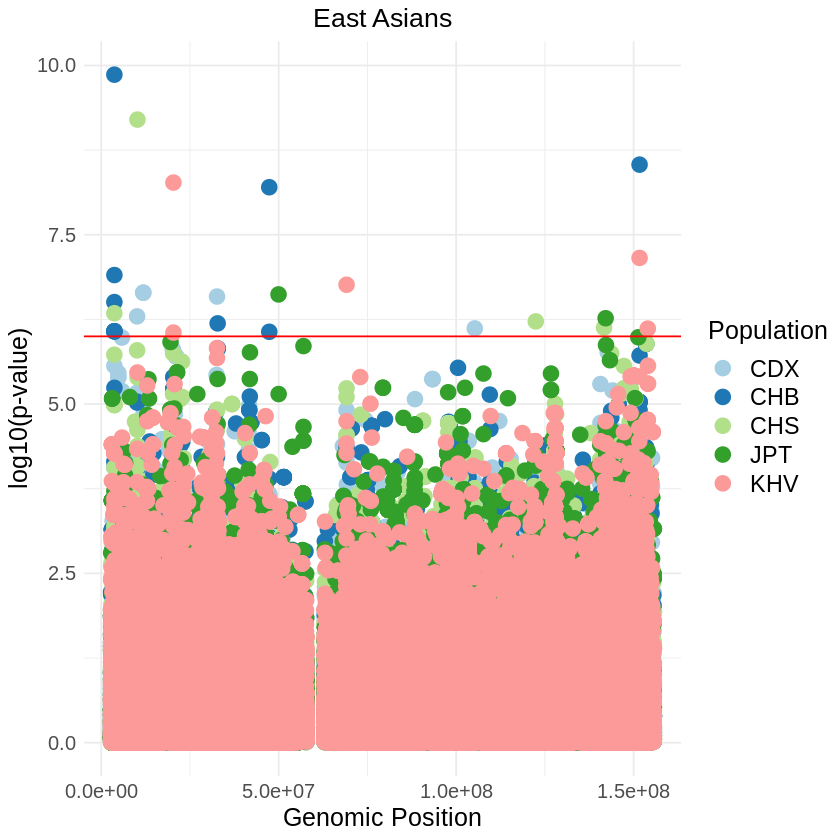 East Asians
10.0
7.5
5.0
2.5
0.0
log10(p-value)
0.0e+00 5.0e+07 1.0e+08 1.5e+08
Genomic Position
Population
CDX
CHB
CHS
JPT
KHV